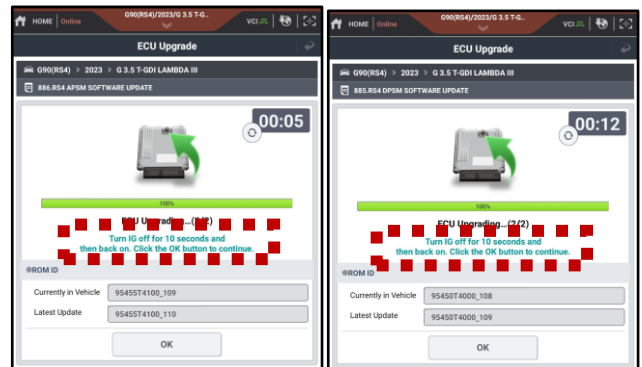 HOME Online G90(RS4)/2023/G 3.5 T-G.. VCI
ECU Upgrade
G90(RS4) > 2023 > G 3.5 T-GDI LAMBDA III
886.RS4 APSM SOFTWARE UPDATE
00:05
100%
ECU Upgrading...(2/2)
Turn IG off for 10 seconds and
then back on. Click the OK button to continue.
ROM ID
Currently in Vehicle 95455T4100_109
Latest Update 95455T4100_110
OK
HOME Online G90(RS4)/2023/G 3.5 T-G.. VCI
ECU Upgrade
G90(RS4) > 2023 > G 3.5 T-GDI LAMBDA III
885.RS4 DPSM SOFTWARE UPDATE
00:12
100%
ECU Upgrading...(2/2)
Turn IG off for 10 seconds and
then back on. Click the OK button to continue.
ROM ID
Currently in Vehicle 95450T4000_108
Latest Update 95450T4000_109
OK